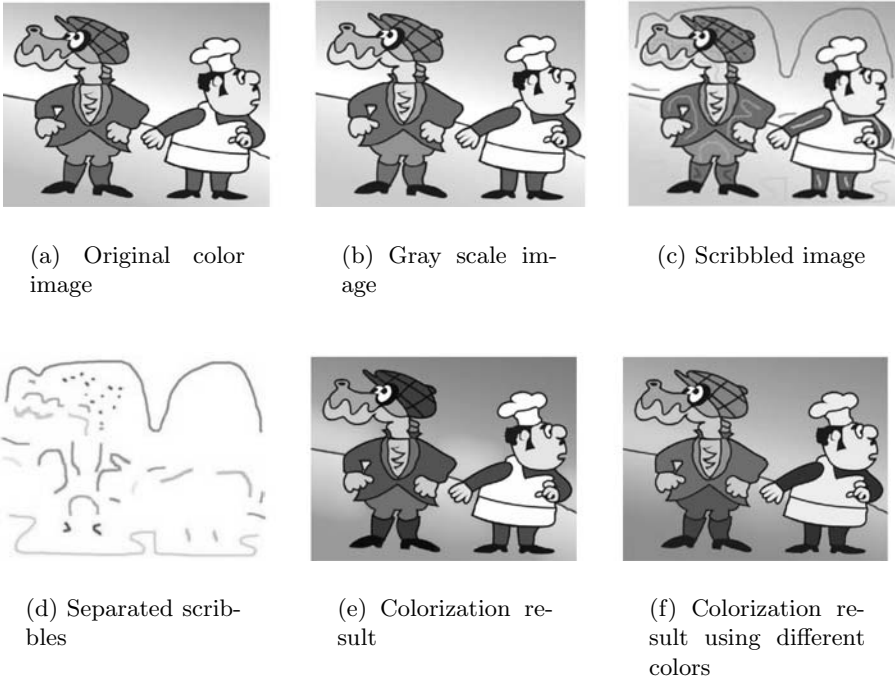 (a) Original color
image
(b) Gray scale im-
age
(c) Scribbled image
(d) Separated scrib-
bles
(e) Colorization re-
sult
(f) Colorization re-
sult using different
colors